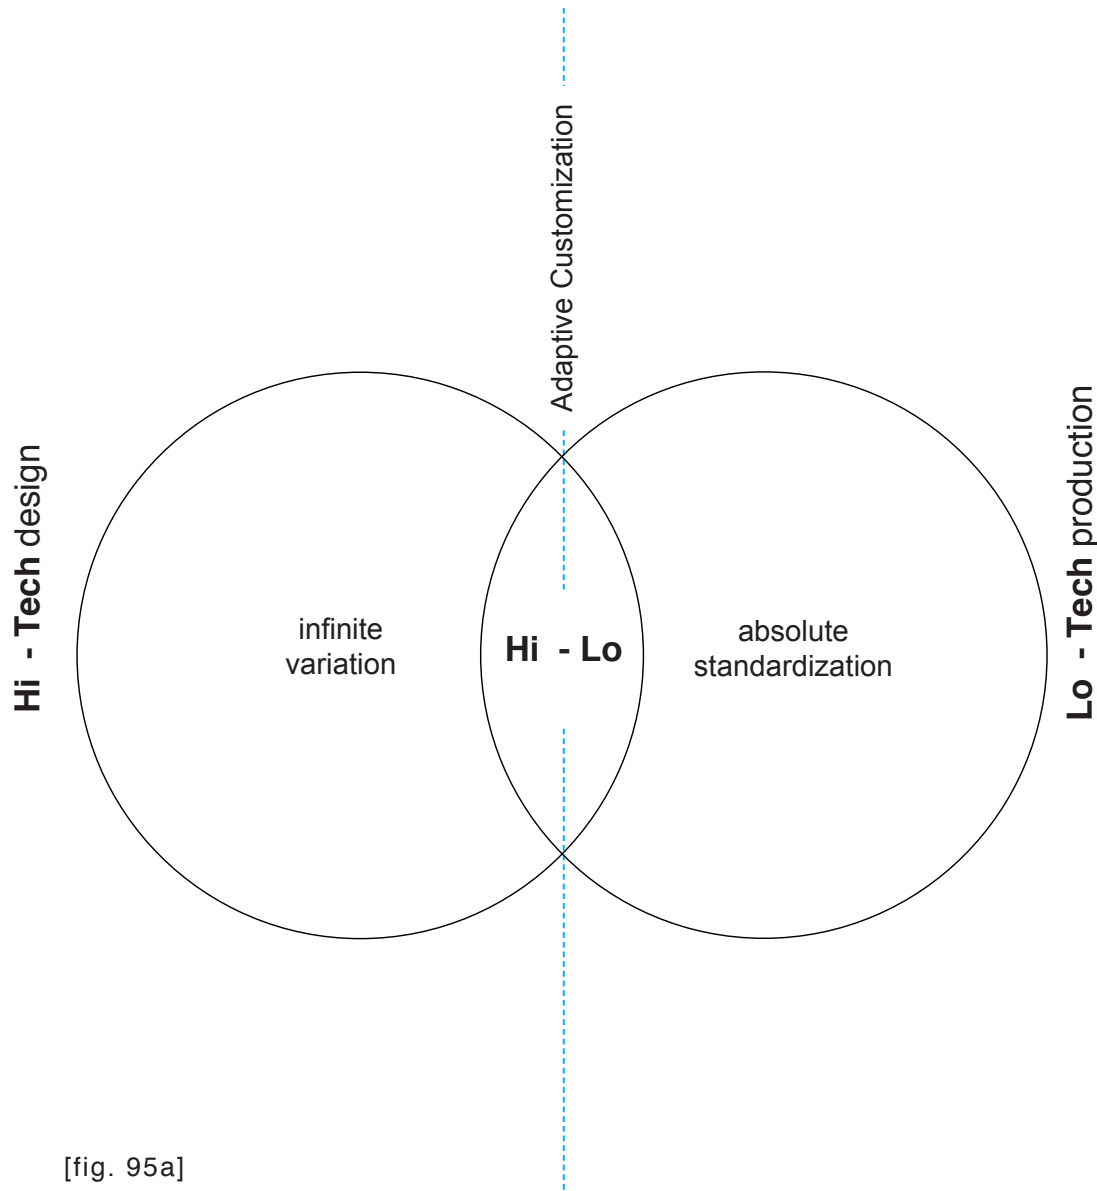 Adaptive Customization
Hi - Tech design
infinite
variation
Hi - Lo
absolute
standardization
Lo - Tech production
[fig. 95a]